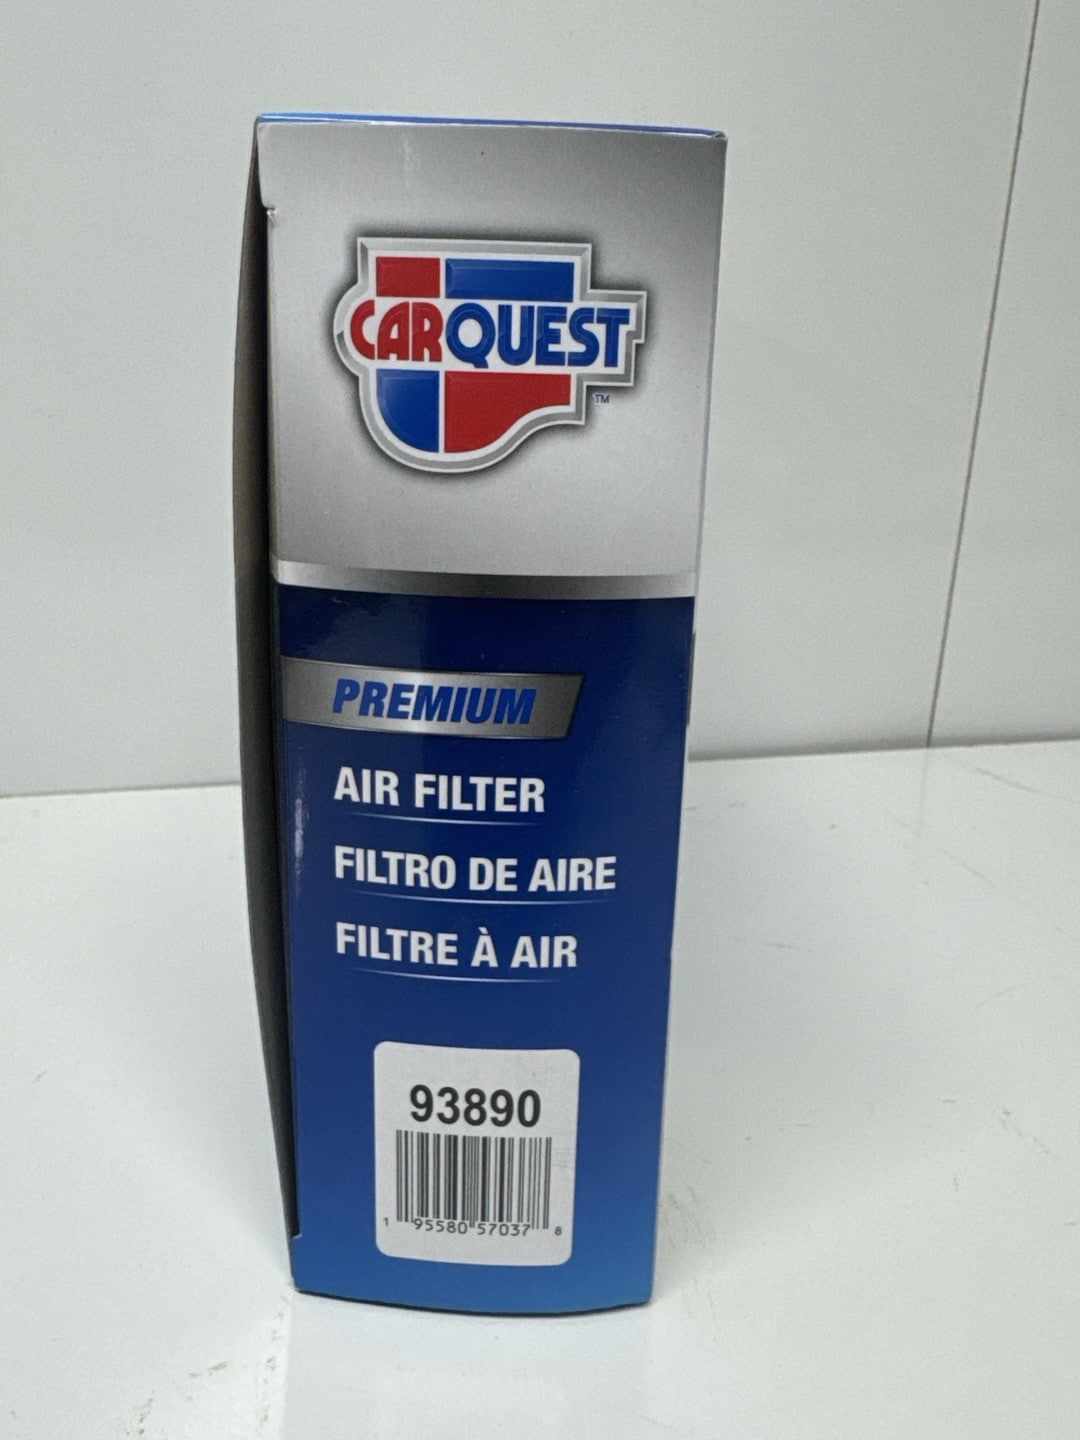 CARQUEST
TM
PREMIUM
AIR FILTER
FILTRO DE AIRE
FILTRE À AIR
93890
1 95580 57037 8